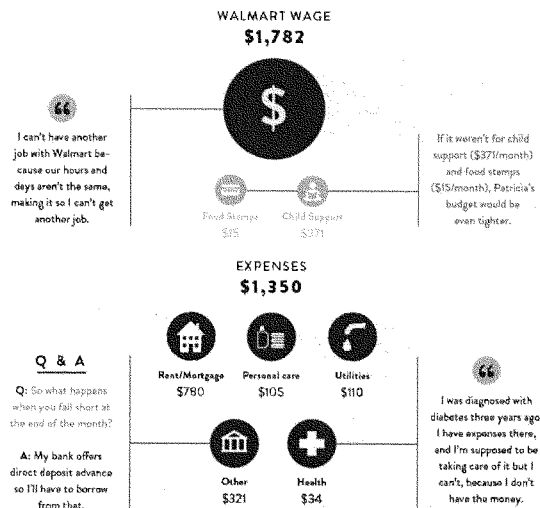 WALMART WAGE
$1,782
$
“
I can't have another
job with Walmart be-
cause our hours and
days aren't the same,
making it so I can't get
another job.
Food Stamps
$15
Child Support
$371
If it weren't for child
support ($371/month)
and food stamps
($15/month), Patricia's
budget would be
even tighter.
EXPENSES
$1,350
Rent/Mortgage
$780
Personal care
$105
Utilities
$110
Other
$321
Health
$34
Q & A
Q: So what happens
when you fall short at
the end of the month?
A: My bank offers
direct deposit advance
so I'll have to borrow
from that.
“
I was diagnosed with
diabetes three years ago
I have expenses there,
and I'm supposed to be
taking care of it but I
can't, because I don't
have the money.